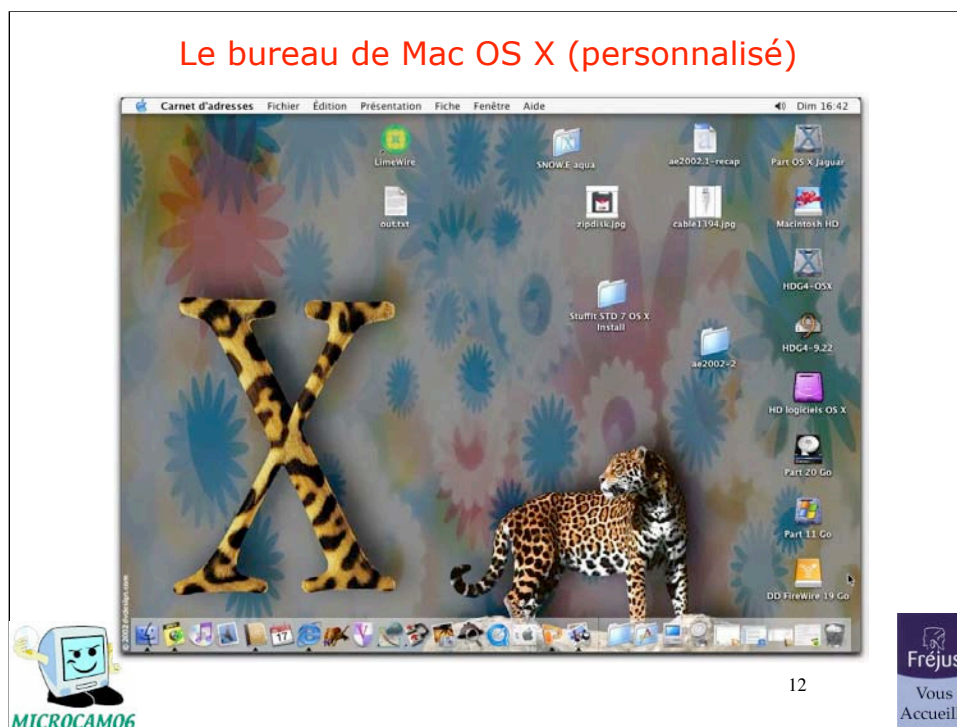 Le bureau de Mac OS X (personnalisé)
Carnet d'adresses Fichier Édition Présentation Fiche Fenêtre Aide Dim 16:42
LimeWire
SNOW.E aqua
ae2002.1-recap
Part OS X Jaguar
out.txt
zipdisk.jpg
cable1394.jpg
Macintosh HD
HDG4-OSX
Stuffit STD 7 OS X
Install
HDG4-9.22
ae2002-2
HD logiciels OS X
Part 20 Go
Part 11 Go
DD FireWire 19 Go
X
17
12
MICROCAM06
Fréjus
Vous
Accueil